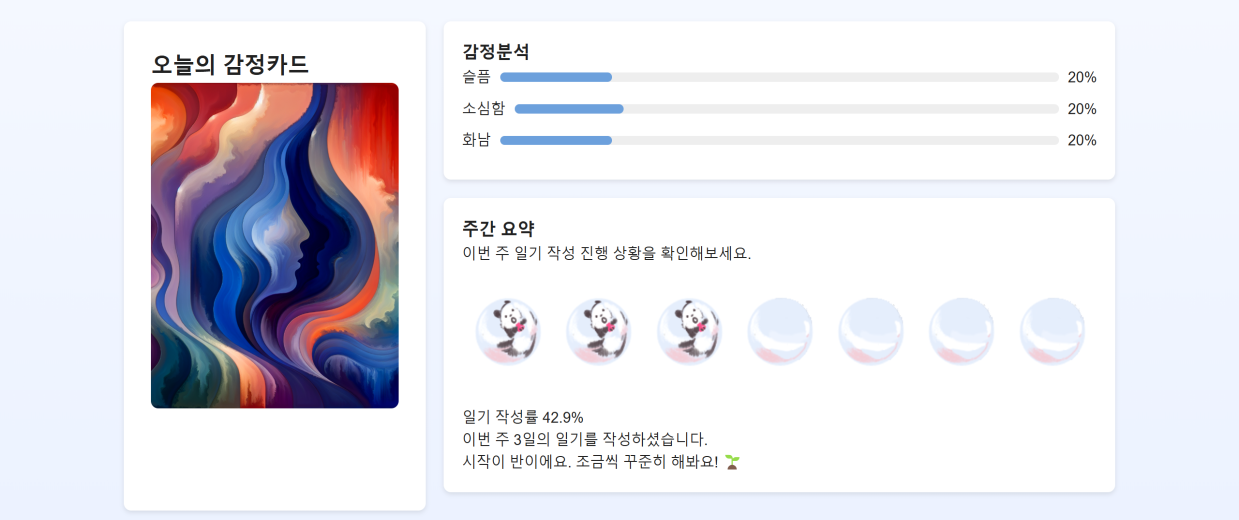 오늘의 감정카드
감정분석
슬픔 20%
소심함 20%
화남 20%
주간 요약
이번 주 일기 작성 진행 상황을 확인해보세요.
일기 작성률 42.9%
이번 주 3일의 일기를 작성하셨습니다.
시작이 반이에요. 조금씩 꾸준히 해봐요! 🌱